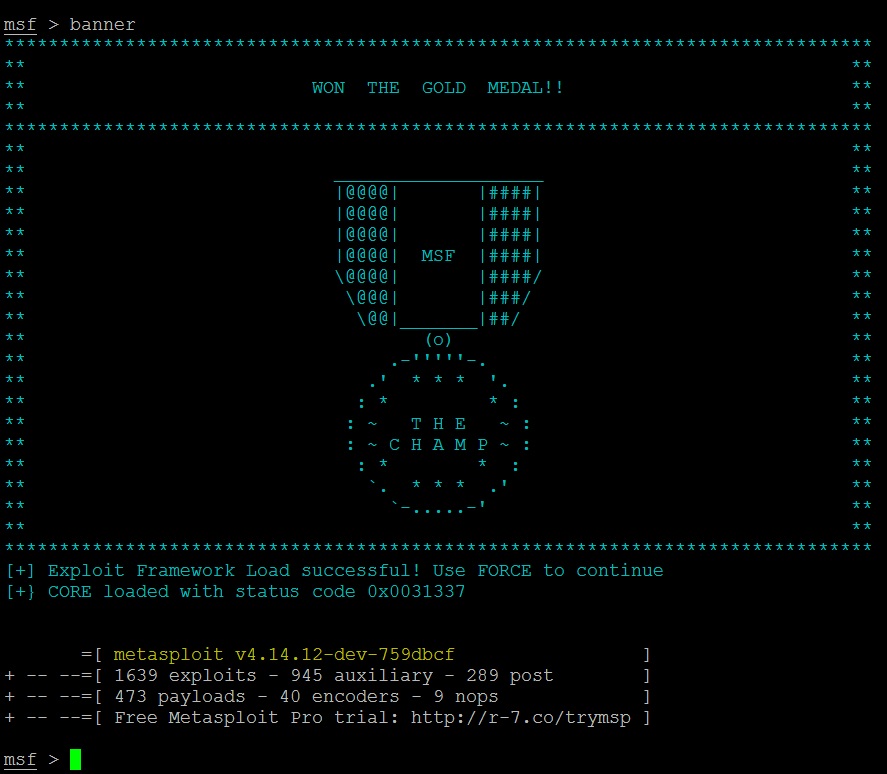 msf > banner
*******************************************************************************
** **
** WON THE GOLD MEDAL!! **
** **
*******************************************************************************
** **
** _____________________ **
** |@@@@| |####| **
** |@@@@| |####| **
** |@@@@| |####| **
** |@@@@| MSF |####| **
** \@@@@| |####/ **
** \@@@| |###/ **
** \@@|_______|##/ **
** (O) **
** .-'''''-. **
** .' * * * '. **
** : * * : **
** : ~ T H E ~ : **
** : ~ C H A M P ~ : **
** : * * : **
** `. * * * .' **
** `-.....-' **
** **
*******************************************************************************
[+] Exploit Framework Load successful! Use FORCE to continue
[+} CORE loaded with status code 0x0031337
=[ metasploit v4.14.12-dev-759dbcf ]
+ -- --=[ 1639 exploits - 945 auxiliary - 289 post ]
+ -- --=[ 473 payloads - 40 encoders - 9 nops ]
+ -- --=[ Free Metasploit Pro trial: http://r-7.co/trymsp ]
msf >